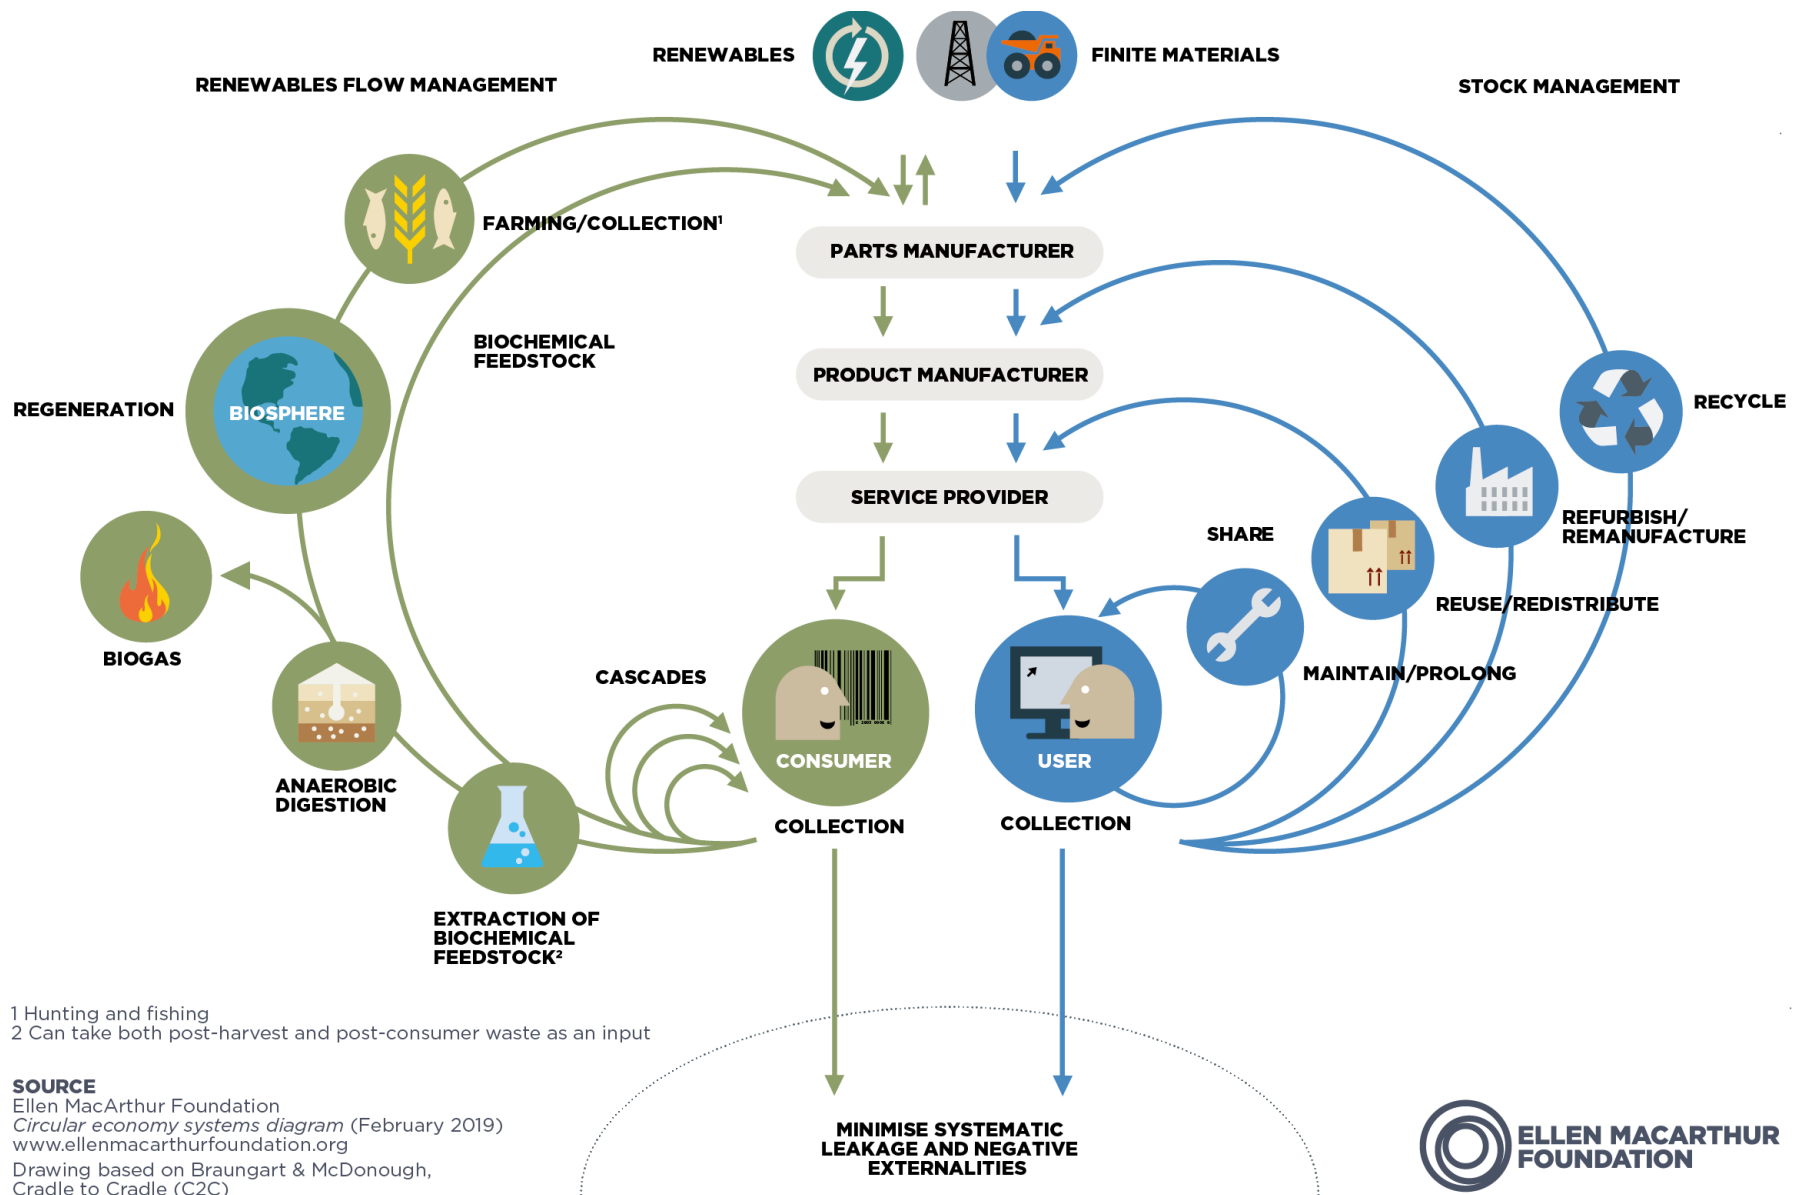 RENEWABLES
FINITE MATERIALS
RENEWABLES FLOW MANAGEMENT
STOCK MANAGEMENT
FARMING/COLLECTION¹
PARTS MANUFACTURER
BIOCHEMICAL
FEEDSTOCK
PRODUCT MANUFACTURER
REGENERATION
BIOSPHERE
RECYCLE
SERVICE PROVIDER
SHARE
REFURBISH/
REMANUFACTURE
REUSE/REDISTRIBUTE
BIOGAS
CASCADES
MAINTAIN/PROLONG
CONSUMER
USER
ANAEROBIC
DIGESTION
COLLECTION
COLLECTION
EXTRACTION OF
BIOCHEMICAL
FEEDSTOCK²
1 Hunting and fishing
2 Can take both post-harvest and post-consumer waste as an input
SOURCE
Ellen MacArthur Foundation
Circular economy systems diagram (February 2019)
www.ellenmacarthurfoundation.org
Drawing based on Braungart & McDonough,
Cradle to Cradle (C2C)
MINIMISE SYSTEMATIC
LEAKAGE AND NEGATIVE
EXTERNALITIES
ELLEN MACARTHUR
FOUNDATION